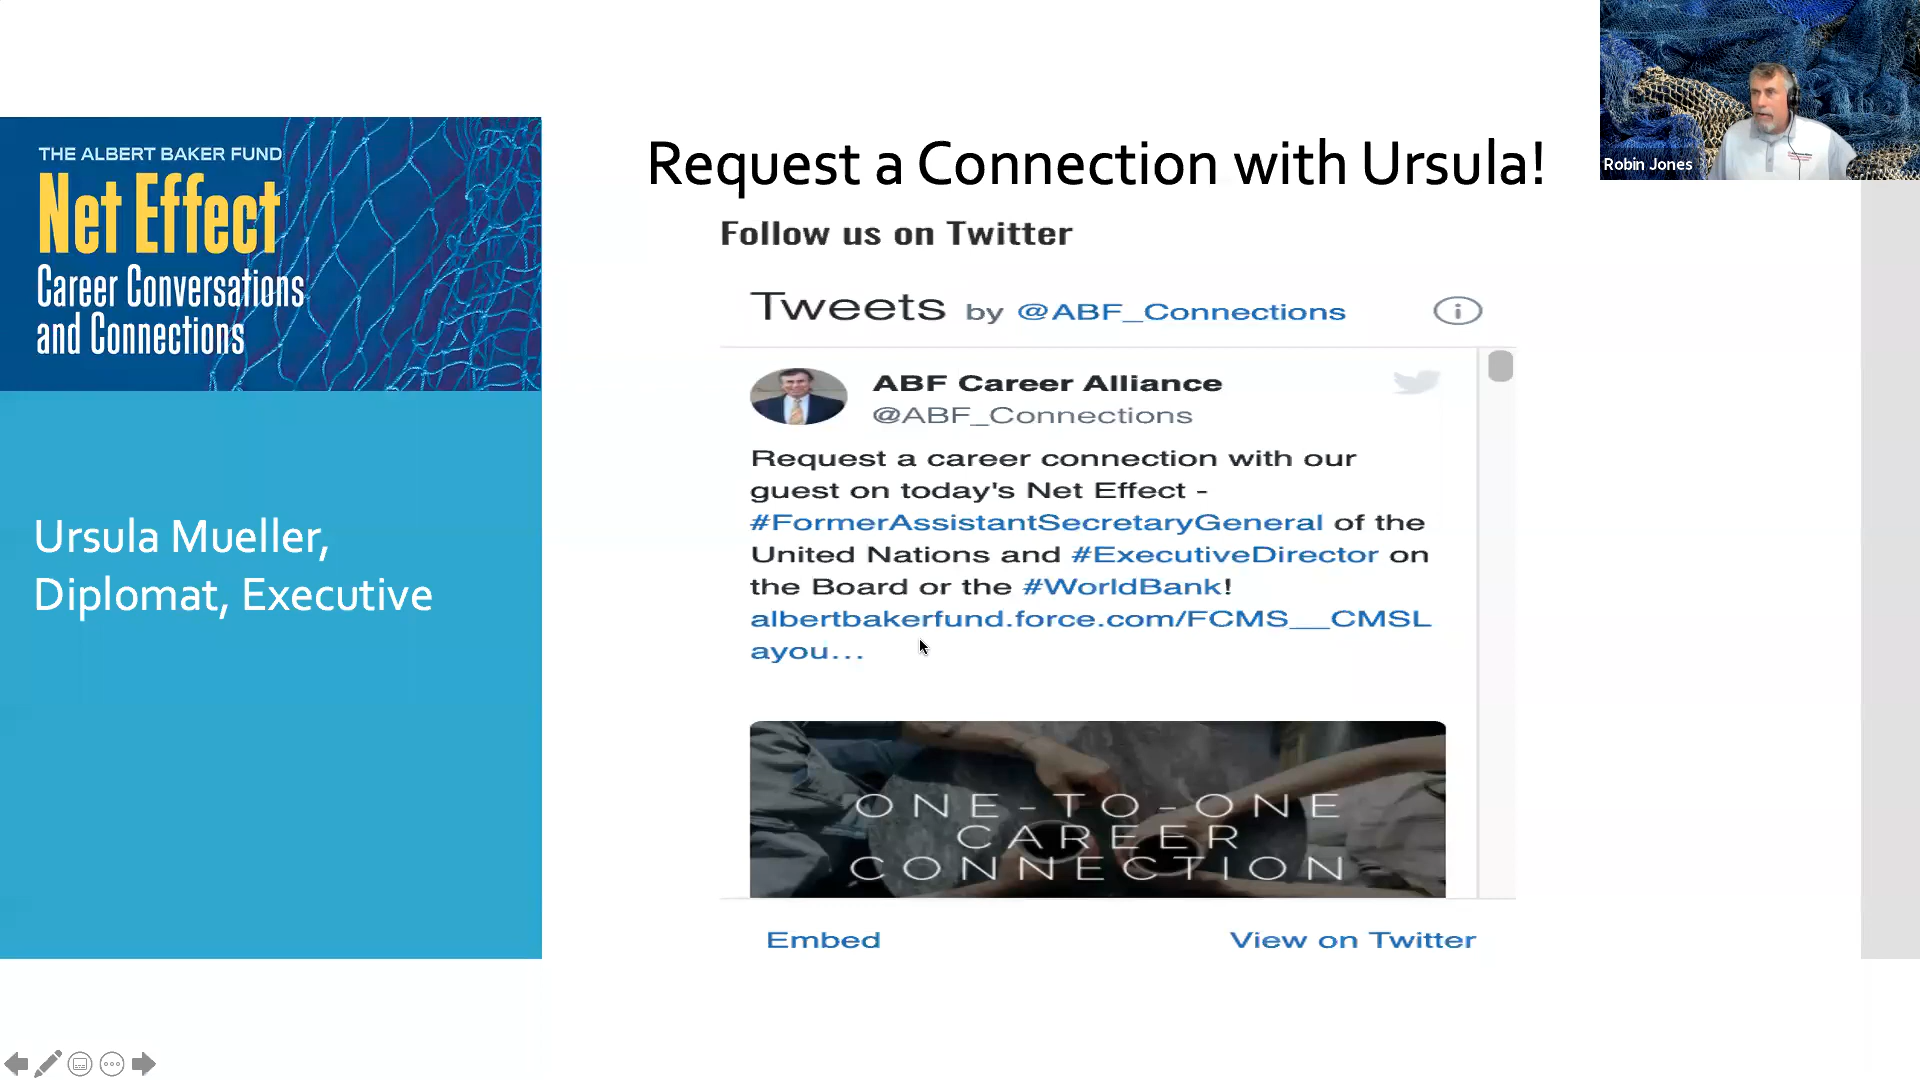 THE ALBERT BAKER FUND
Net Effect
Career Conversations
and Connections
Ursula Mueller,
Diplomat, Executive
Request a Connection with Ursula!
Follow us on Twitter
Tweets by @ABF_Connections
ABF Career Alliance
@ABF_Connections
Request a career connection with our
guest on today's Net Effect -
#FormerAssistantSecretaryGeneral of the
United Nations and #ExecutiveDirector on
the Board or the #WorldBank!
albertbakerfund.force.com/FCMS__CMSL
ayou...
ONE-TO-ONE
CAREER
CONNECTION
Embed
View on Twitter
Robin Jones